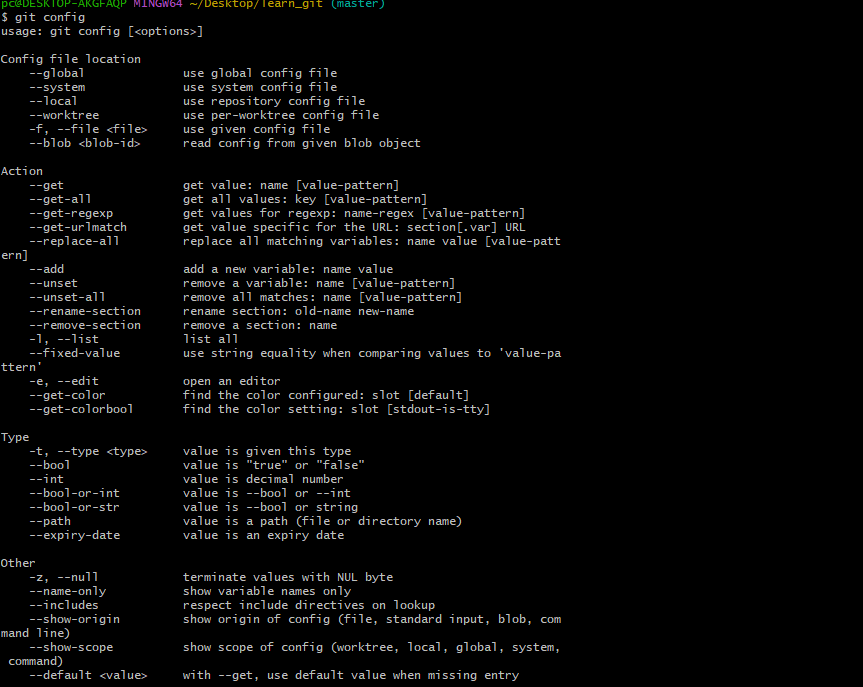 pc@DESKTOP-AKGFAQP MINGW64 ~/Desktop/learn_git (master)
$ git config
usage: git config [<options>]

Config file location
    --global              use global config file
    --system              use system config file
    --local               use repository config file
    --worktree            use per-worktree config file
    -f, --file <file>     use given config file
    --blob <blob-id>      read config from given blob object

Action
    --get                 get value: name [value-pattern]
    --get-all             get all values: key [value-pattern]
    --get-regexp          get values for regexp: name-regex [value-pattern]
    --get-urlmatch        get value specific for the URL: section[.var] URL
    --replace-all         replace all matching variables: name value [value-patt
ern]
    --add                 add a new variable: name value
    --unset               remove a variable: name [value-pattern]
    --unset-all           remove all matches: name [value-pattern]
    --rename-section      rename section: old-name new-name
    --remove-section      remove a section: name
    -l, --list            list all
    --fixed-value         use string equality when comparing values to 'value-pa
ttern'
    -e, --edit            open an editor
    --get-color           find the color configured: slot [default]
    --get-colorbool       find the color setting: slot [stdout-is-tty]

Type
    -t, --type <type>     value is given this type
    --bool                value is "true" or "false"
    --int                 value is decimal number
    --bool-or-int         value is --bool or --int
    --bool-or-str         value is --bool or string
    --path                value is a path (file or directory name)
    --expiry-date         value is an expiry date

Other
    -z, --null            terminate values with NUL byte
    --name-only           show variable names only
    --includes            respect include directives on lookup
    --show-origin         show origin of config (file, standard input, blob, com
mand line)
    --show-scope          show scope of config (worktree, local, global, system,
 command)
    --default <value>     with --get, use default value when missing entry